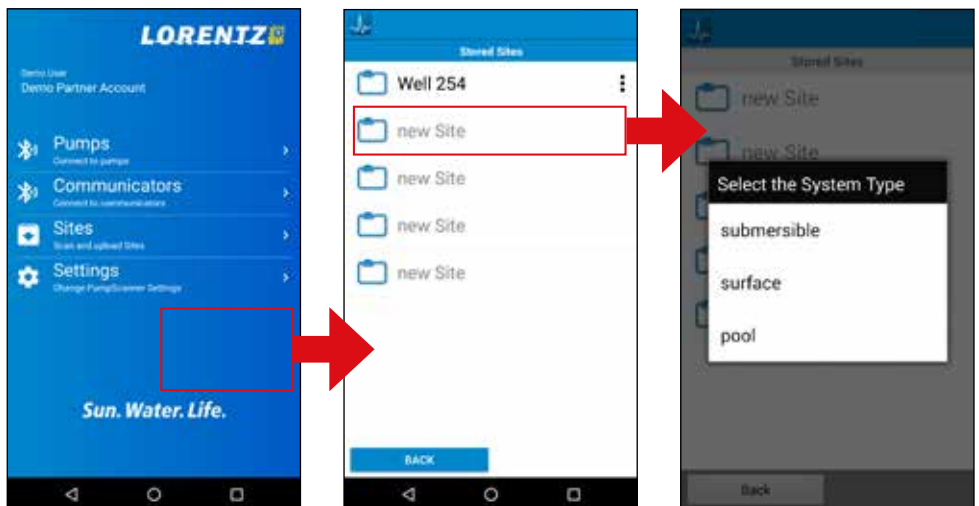 LORENTZ
Demo User
Demo Partner Account
Pumps
Connect to pumps
Communicators
Connect to communicators
Sites
Scan and upload Sites
Settings
Change PumpScanner Settings
Sun. Water. Life.
Stored Sites
Well 254
new Site
new Site
new Site
new Site
BACK
Stored Sites
new Site
new Site
Select the System Type
submersible
surface
pool
Back